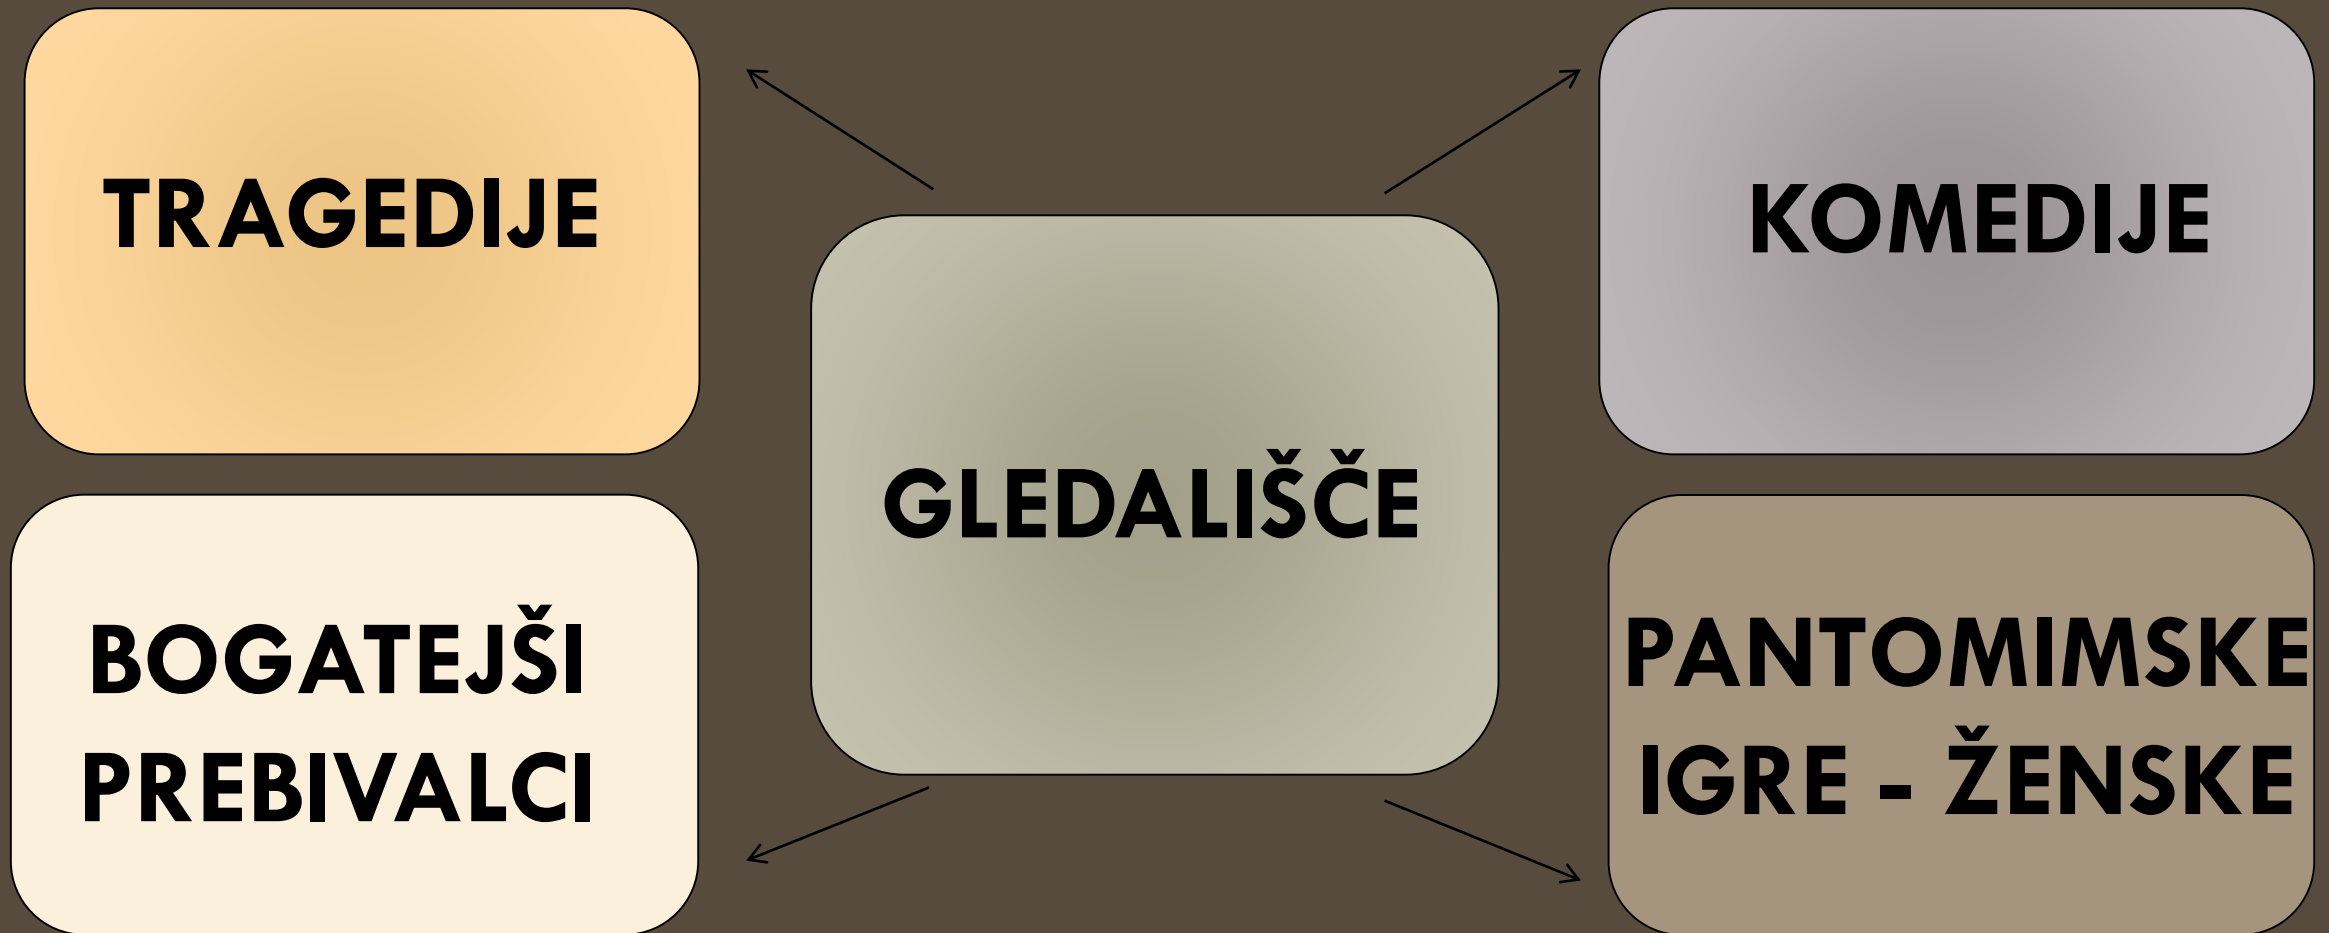 TRAGEDIJE
KOMEDIJE
GLEDALIŠČE
BOGATEJŠI
PREBIVALCI
PANTOMIMSKE
IGRE - ŽENSKE